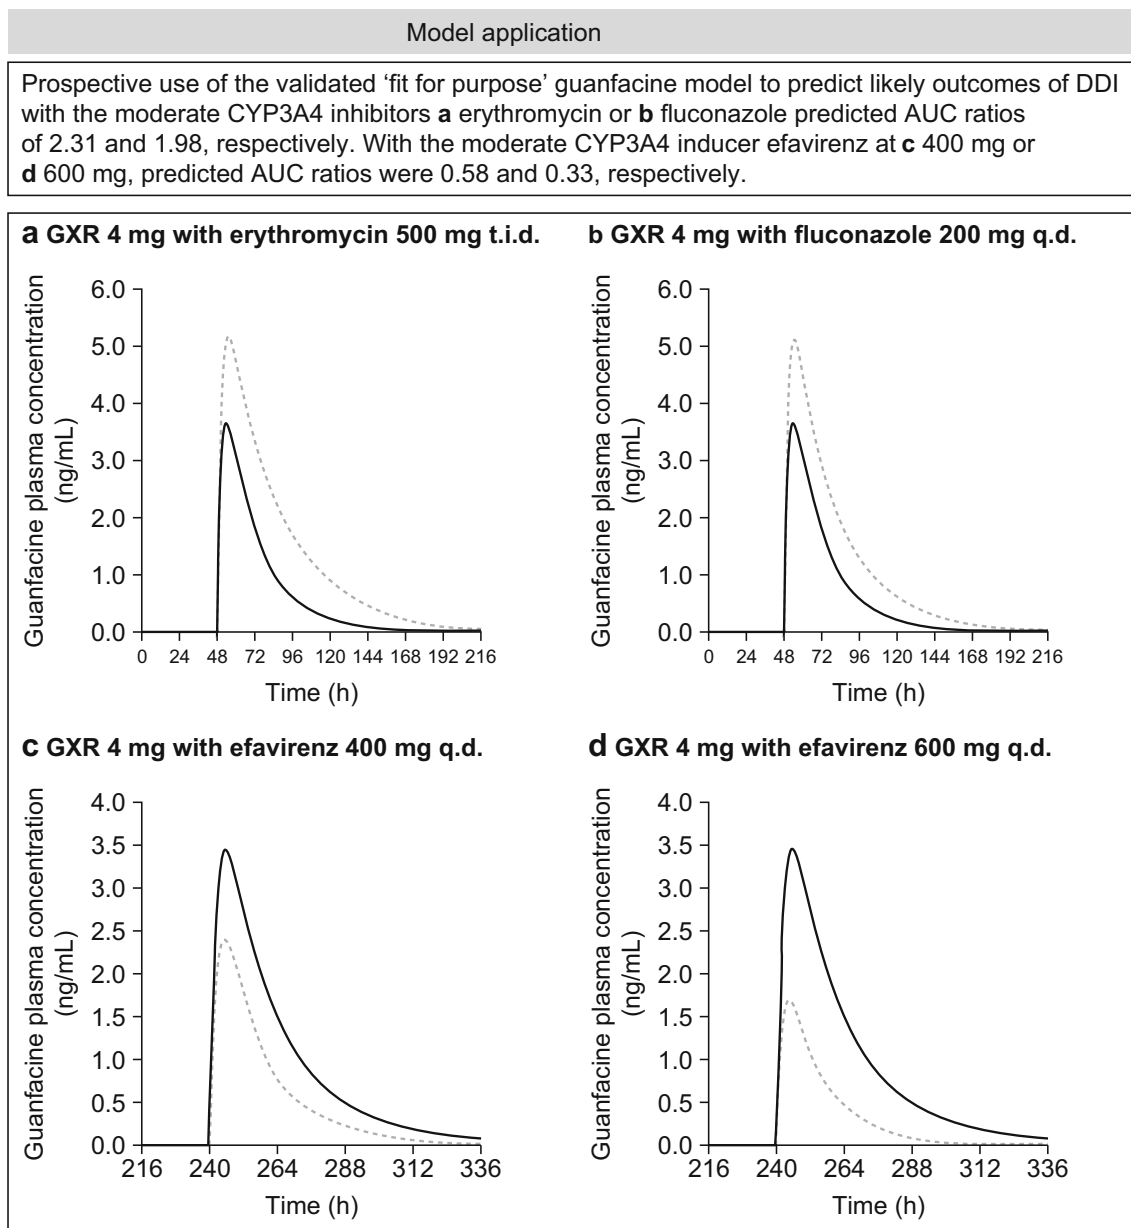 Model application
Prospective use of the validated ‘fit for purpose’ guanfacine model to predict likely outcomes of DDI
with the moderate CYP3A4 inhibitors a erythromycin or b fluconazole predicted AUC ratios
of 2.31 and 1.98, respectively. With the moderate CYP3A4 inducer efavirenz at c 400 mg or
d 600 mg, predicted AUC ratios were 0.58 and 0.33, respectively.
a GXR 4 mg with erythromycin 500 mg t.i.d.
Guanfacine plasma concentration
(ng/mL)
6.0
5.0
4.0
3.0
2.0
1.0
0.0
0 24 48 72 96 120 144 168 192 216
Time (h)
b GXR 4 mg with fluconazole 200 mg q.d.
Guanfacine plasma concentration
(ng/mL)
6.0
5.0
4.0
3.0
2.0
1.0
0.0
0 24 48 72 96 120 144 168 192 216
Time (h)
c GXR 4 mg with efavirenz 400 mg q.d.
Guanfacine plasma concentration
(ng/mL)
4.0
3.5
3.0
2.5
2.0
1.5
1.0
0.5
0.0
216 240 264 288 312 336
Time (h)
d GXR 4 mg with efavirenz 600 mg q.d.
Guanfacine plasma concentration
(ng/mL)
4.0
3.5
3.0
2.5
2.0
1.5
1.0
0.5
0.0
216 240 264 288 312 336
Time (h)